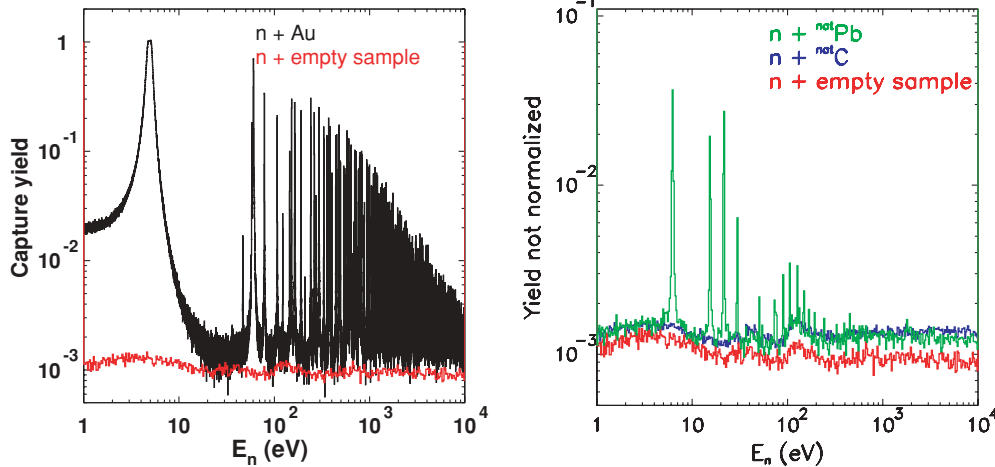 n + Au
n + empty sample
Capture yield
1
10⁻¹
10⁻²
10⁻³
1 10 10² 10³ 10⁴
Eₙ (eV)
n + ⁿᵃᵗPb
n + ⁿᵃᵗC
n + empty sample
Yield not normalized
10⁻¹
10⁻²
10⁻³
1 10 10² 10³ 10⁴
Eₙ (eV)